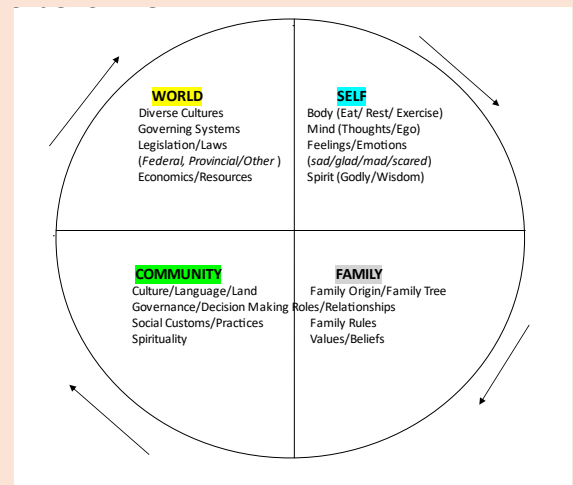 WORLD
Diverse Cultures
Governing Systems
Legislation/Laws
(Federal, Provincial/Other )
Economics/Resources
SELF
Body (Eat/ Rest/ Exercise)
Mind (Thoughts/Ego)
Feelings/Emotions
(sad/glad/mad/scared)
Spirit (Godly/Wisdom)
COMMUNITY
Culture/Language/Land
Governance/Decision Making
Social Customs/Practices
Spirituality
FAMILY
Family Origin/Family Tree
Roles/Relationships
Family Rules
Values/Beliefs